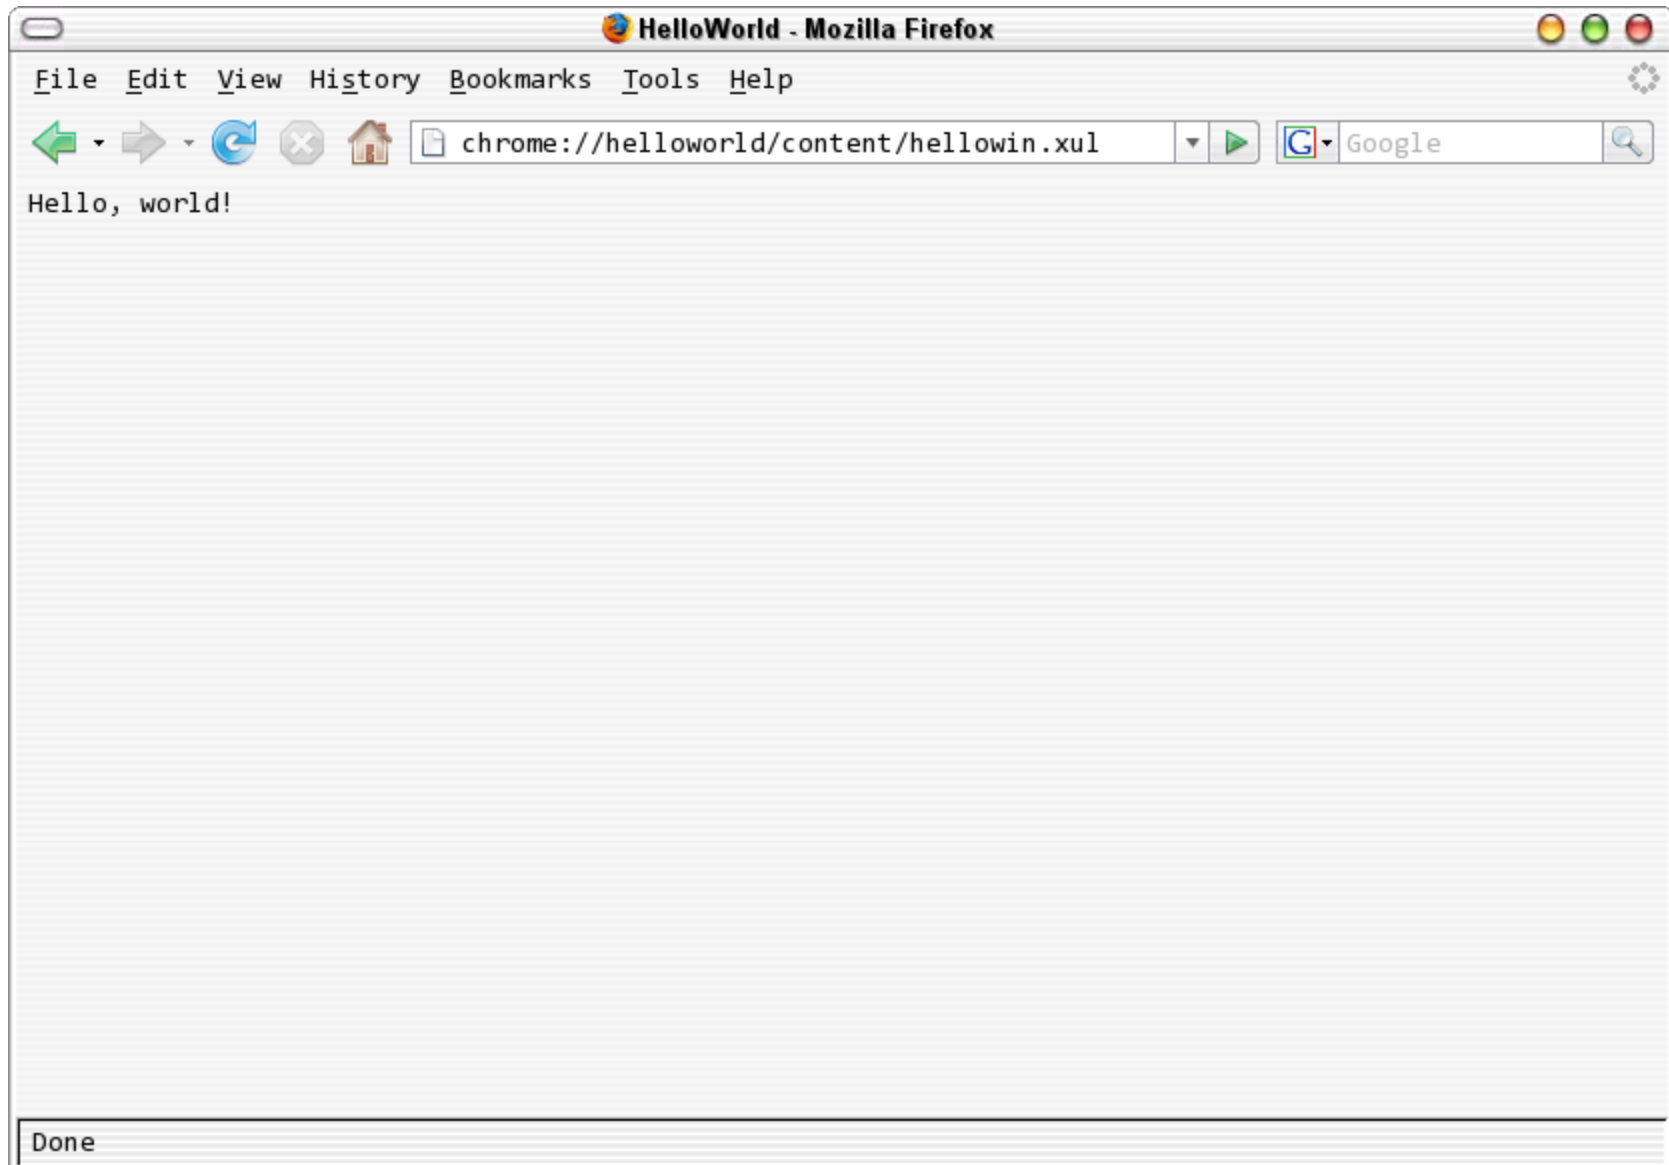 HelloWorld - Mozilla Firefox
File Edit View History Bookmarks Tools Help
chrome://helloworld/content/hellowin.xul G Google
Hello, world!
Done